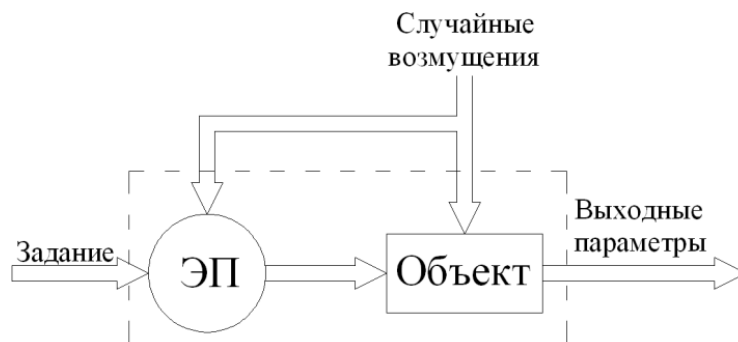 Случайные
возмущения
Задание
ЭП
Объект
Выходные
параметры